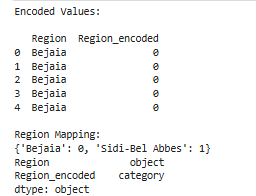 Encoded Values:
Region Region_encoded
0 Bejaia 0
1 Bejaia 0
2 Bejaia 0
3 Bejaia 0
4 Bejaia 0
Region Mapping:
{'Bejaia': 0, 'Sidi-Bel Abbes': 1}
Region object
Region_encoded category
dtype: object